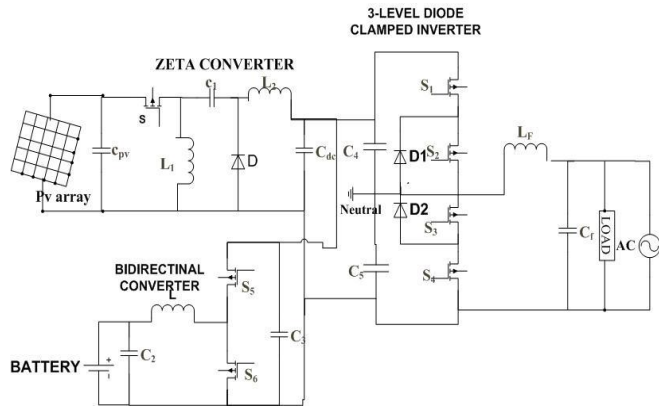 3-LEVEL DIODE
CLAMPED INVERTER
ZETA CONVERTER
c1
L2
S1
S
L1
D
cpv
Cdc
C4
D1
S2
LF
Pv array
Neutral
D2
S3
Cf
LOAD
AC
BIDIRECTINAL
CONVERTER
L
S5
C5
S4
C2
C3
S6
BATTERY
+
-